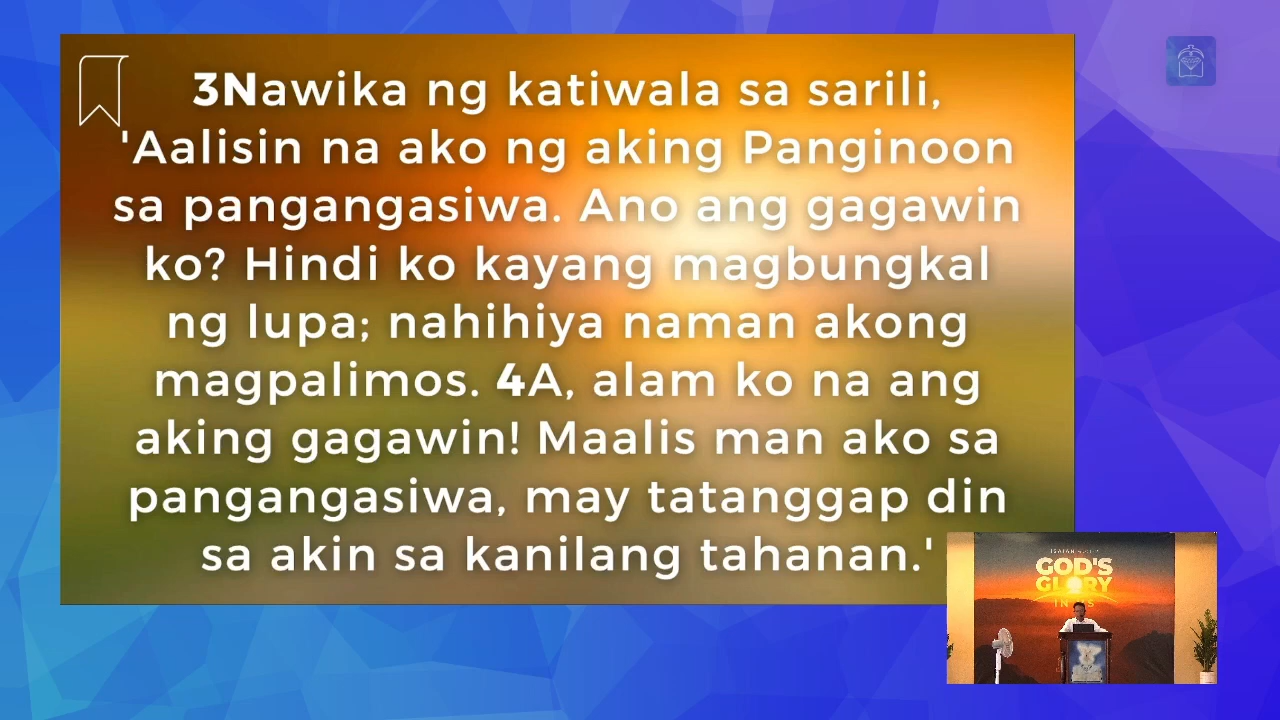 3Nawika ng katiwala sa sarili,
'Aalisin na ako ng aking Panginoon
sa pangangasiwa. Ano ang gagawin
ko? Hindi ko kayang magbungkal
ng lupa; nahihiya naman akong
magpalimos. 4A, alam ko na ang
aking gagawin! Maalis man ako sa
pangangasiwa, may tatanggap din
sa akin sa kanilang tahanan.'
GOD'S
GLORY